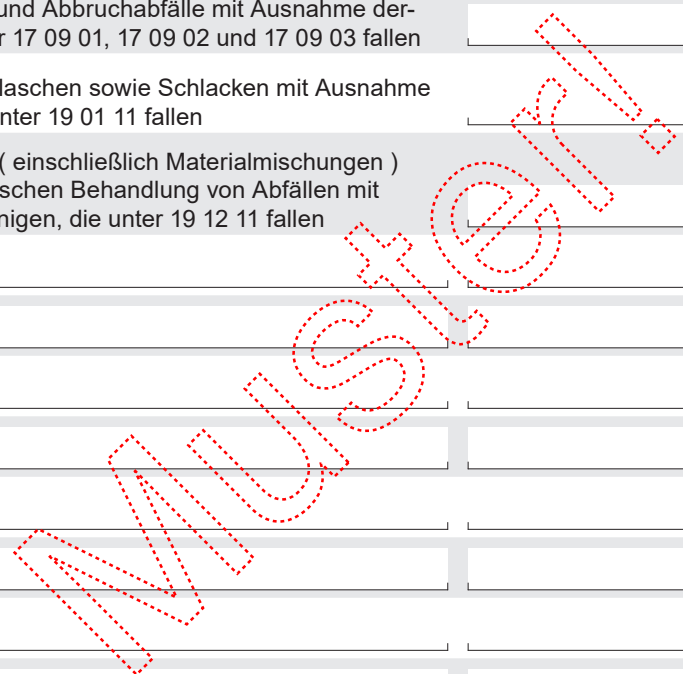 und Abbruchabfälle mit Ausnahme der-
r 17 09 01, 17 09 02 und 17 09 03 fallen
laschen sowie Schlacken mit Ausnahme
nter 19 01 11 fallen
( einschließlich Materialmischungen )
schen Behandlung von Abfällen mit
nigen, die unter 19 12 11 fallen
Muster!